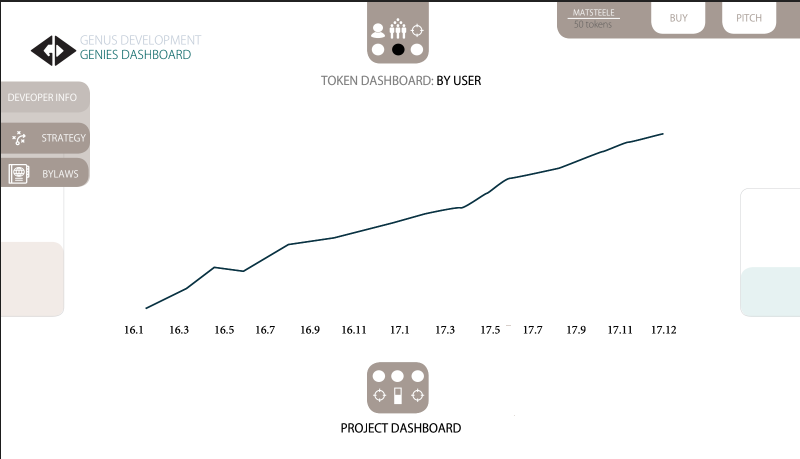 GENUS DEVELOPMENT
GENIES DASHBOARD
MATSTEELE
50 tokens
BUY
PITCH
TOKEN DASHBOARD: BY USER
DEVEOPER INFO
STRATEGY
BYLAWS
16.1 16.3 16.5 16.7 16.9 16.11 17.1 17.3 17.5 17.7 17.9 17.11 17.12
PROJECT DASHBOARD